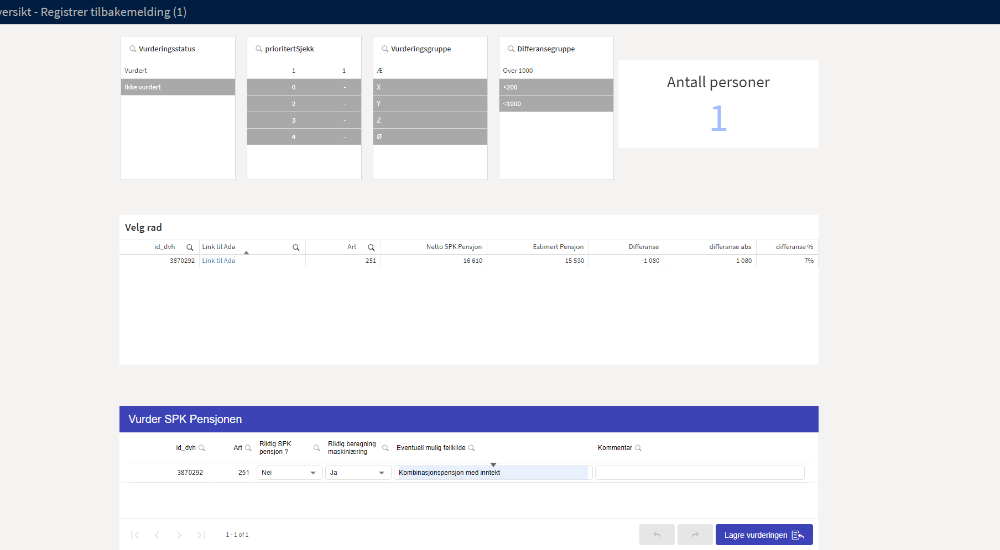 versikt - Registrer tilbakemelding (1)
Vurderingsstatus
Vurdert
Ikke vurdert
prioritertSjekk
1 1
0 -
2 -
3 -
4 -
Vurderingsgruppe
Æ
X
Y
Z
Ø
Differansegruppe
Over 1000
<200
<1000
Antall personer
1
Velg rad
id_dvh Link til Ada Art Netto SPK Pensjon Estimert Pensjon Differanse differanse abs differanse %
3870292 Link til Ada 251 16 610 15 530 -1 080 1 080 7%
Vurder SPK Pensjonen
id_dvh Art Riktig SPK pensjon ? Riktig beregning maskinlæring Eventuell mulig feilkilde Kommentar
3870292 251 Nei Ja Kombinasjonspensjon med inntekt
1 - 1 of 1
Lagre vurderingen